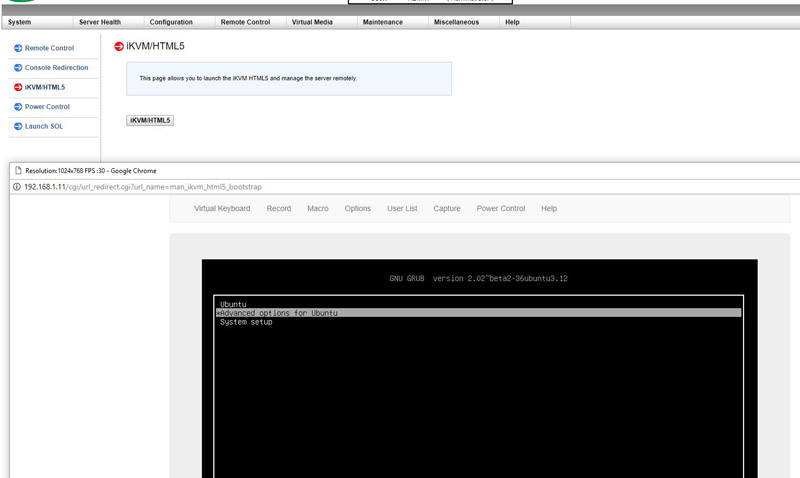 System Server Health Configuration Remote Control Virtual Media Maintenance Miscellaneous Help
Remote Control
Console Redirection
iKVM/HTML5
Power Control
Launch SOL
iKVM/HTML5
This page allows you to launch the iKVM HTML5 and manage the server remotely.
iKVM/HTML5
Resolution:1024x768 FPS :30 - Google Chrome
192.168.1.11/cgi/url_redirect.cgi?url_name=man_ikvm_html5_bootstrap
Virtual Keyboard Record Macro Options User List Capture Power Control Help
GNU GRUB version 2.02~beta2-36ubuntu3.12
Ubuntu
*Advanced options for Ubuntu
System setup